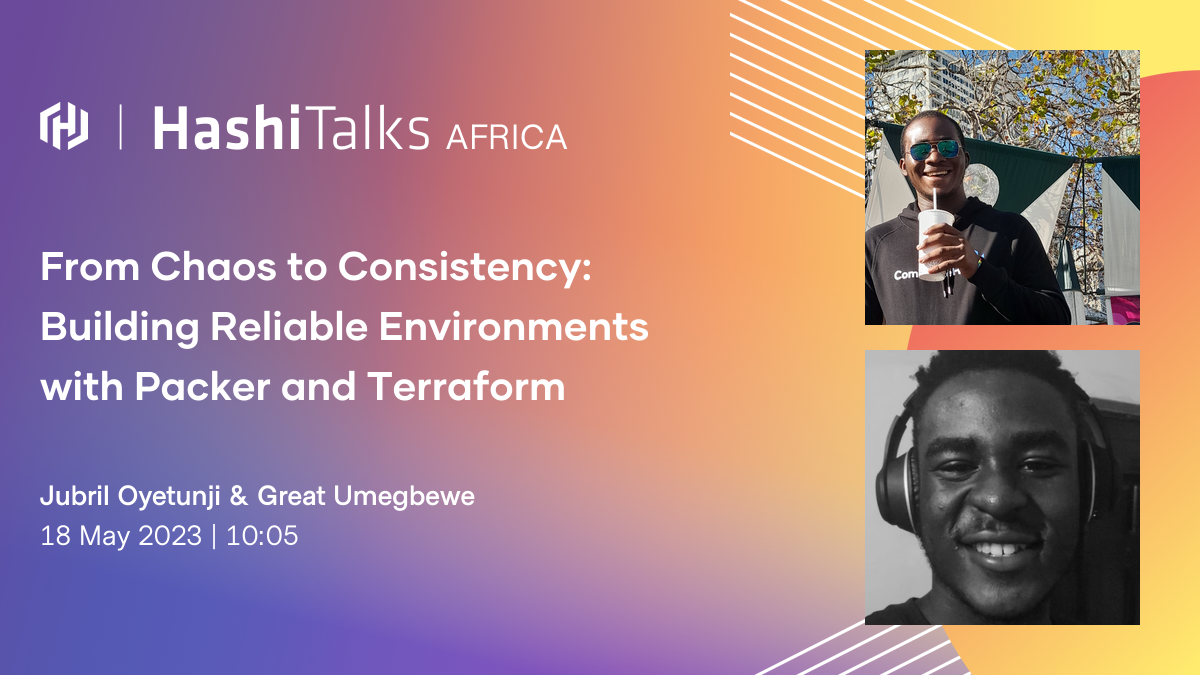 HashiTalks AFRICA
From Chaos to Consistency:
Building Reliable Environments
with Packer and Terraform
Jubril Oyetunji & Great Umegbewe
18 May 2023 | 10:05